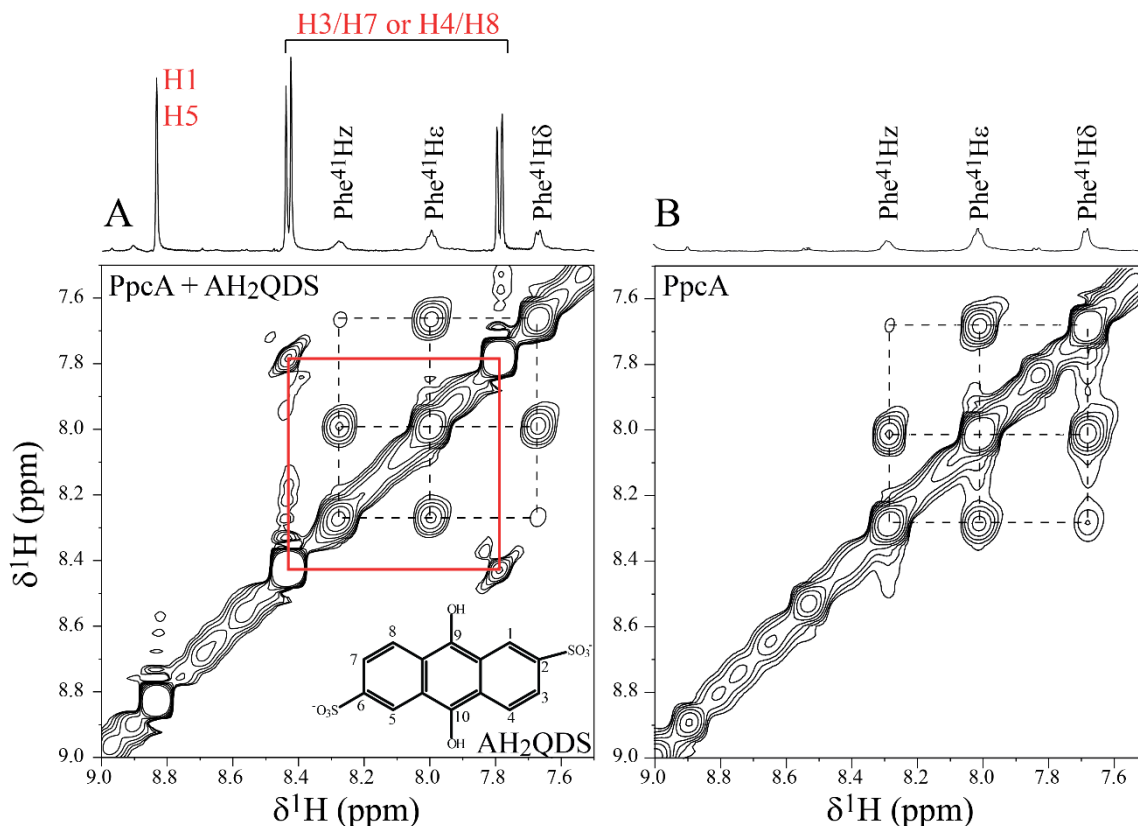 H3/H7 or H4/H8
H1
H5
Phe⁴¹Hz
Phe⁴¹Hε
Phe⁴¹Hδ
A
Phe⁴¹Hz
Phe⁴¹Hε
Phe⁴¹Hδ
B
PpcA + AH₂QDS
7.6
7.8
8.0
8.2
8.4
8.6
8.8
9.0
δ¹H (ppm)
OH
8
9
1
7
2
SO₃⁻
⁻O₃S
6
3
5
10
4
OH
AH₂QDS
9.0 8.8 8.6 8.4 8.2 8.0 7.8 7.6
δ¹H (ppm)
PpcA
7.6
7.8
8.0
8.2
8.4
8.6
8.8
9.0
δ¹H (ppm)
9.0 8.8 8.6 8.4 8.2 8.0 7.8 7.6
δ¹H (ppm)